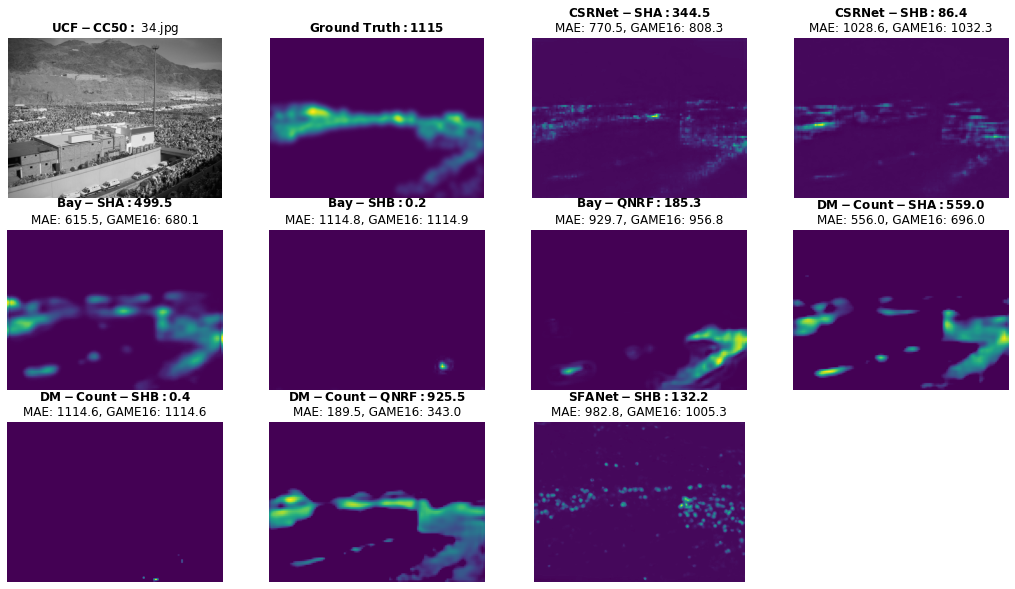 UCF − CC50 : 34.jpg
Ground Truth : 1115
CSRNet − SHA : 344.5
MAE: 770.5, GAME16: 808.3
CSRNet − SHB : 86.4
MAE: 1028.6, GAME16: 1032.3
Bay − SHA : 499.5
MAE: 615.5, GAME16: 680.1
Bay − SHB : 0.2
MAE: 1114.8, GAME16: 1114.9
Bay − QNRF : 185.3
MAE: 929.7, GAME16: 956.8
DM − Count − SHA : 559.0
MAE: 556.0, GAME16: 696.0
DM − Count − SHB : 0.4
MAE: 1114.6, GAME16: 1114.6
DM − Count − QNRF : 925.5
MAE: 189.5, GAME16: 343.0
SFANet − SHB : 132.2
MAE: 982.8, GAME16: 1005.3